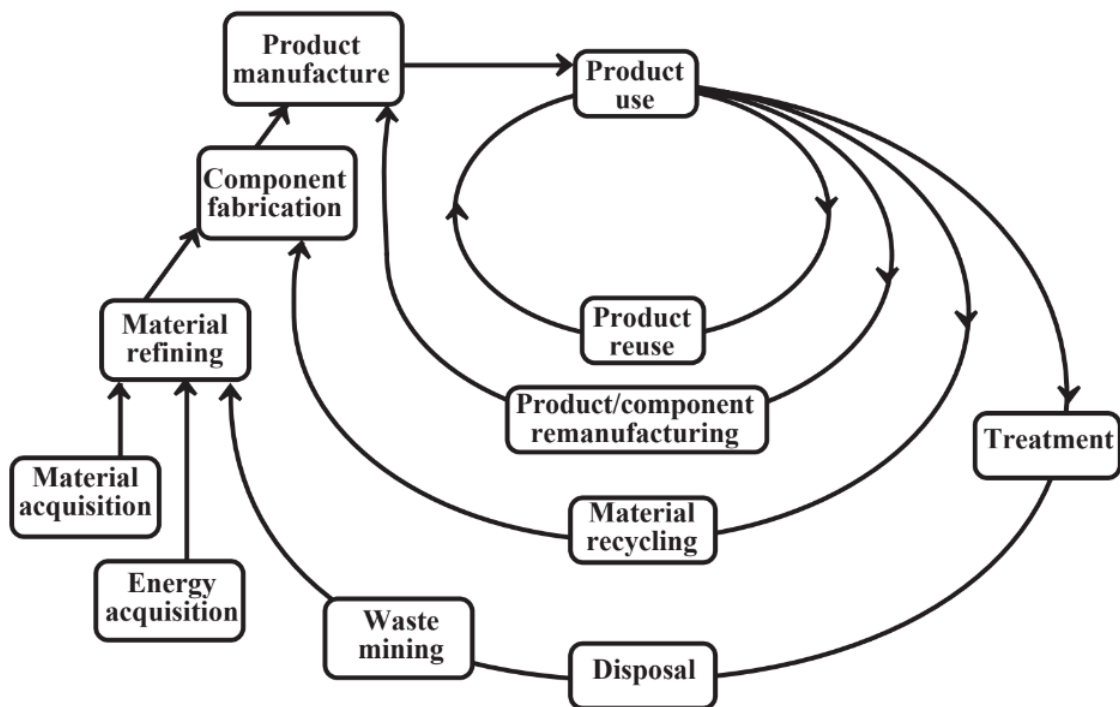 Product
manufacture
Product
use
Component
fabrication
Material
refining
Product
reuse
Product/component
remanufacturing
Treatment
Material
acquisition
Material
recycling
Energy
acquisition
Waste
mining
Disposal